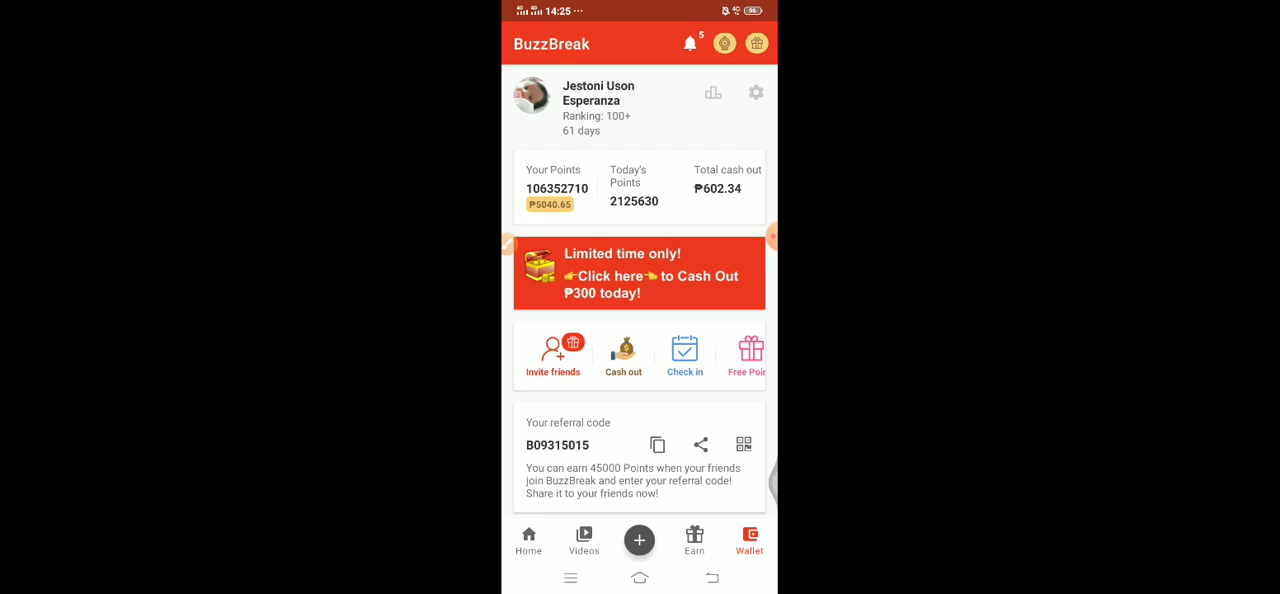 14:25 ···
4G 96
BuzzBreak
5
Jestoni Uson
Esperanza
Ranking: 100+
61 days
Your Points
106352710
₱5040.65
Today's
Points
2125630
Total cash out
₱602.34
Limited time only!
👉Click here👈 to Cash Out
₱300 today!
Invite friends
Cash out
Check in
Free Poin
Your referral code
B09315015
You can earn 45000 Points when your friends
join BuzzBreak and enter your referral code!
Share it to your friends now!
Home
Videos
Earn
Wallet